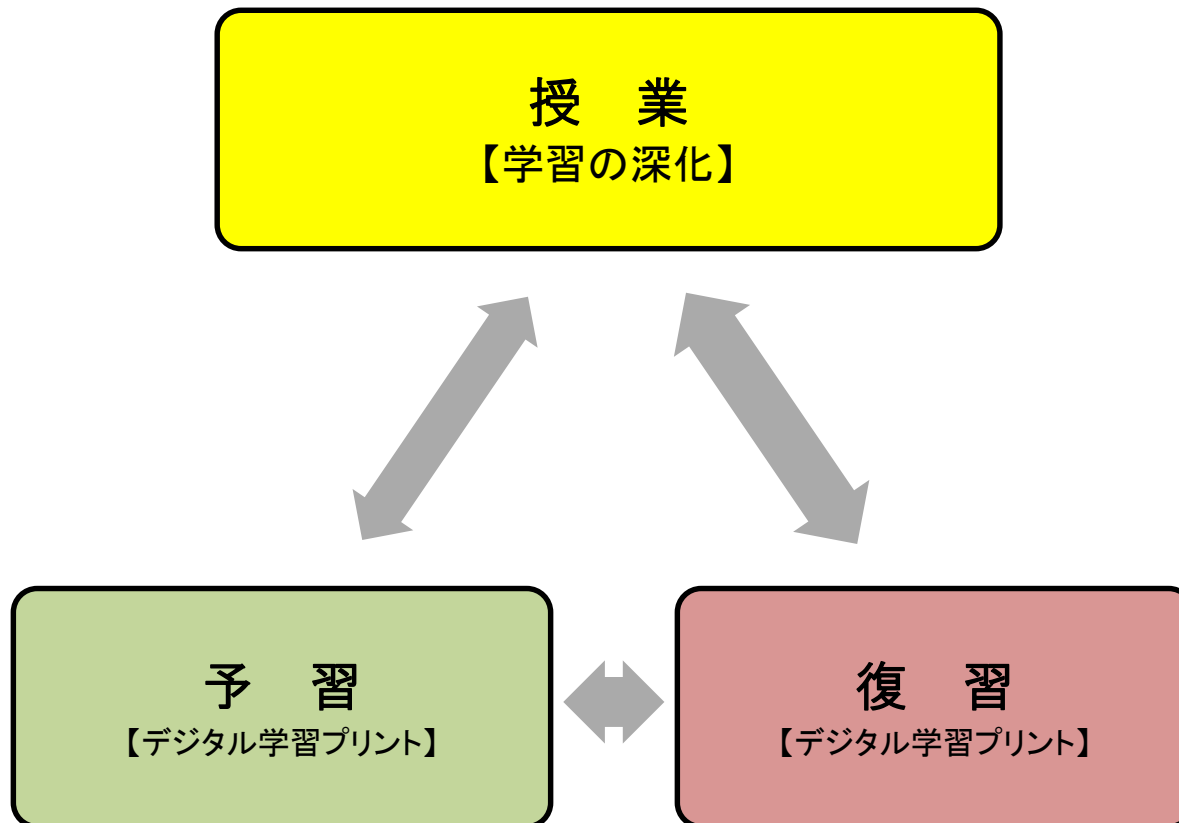 授　業
【学習の深化】
予　習
【デジタル学習プリント】
復　習
【デジタル学習プリント】